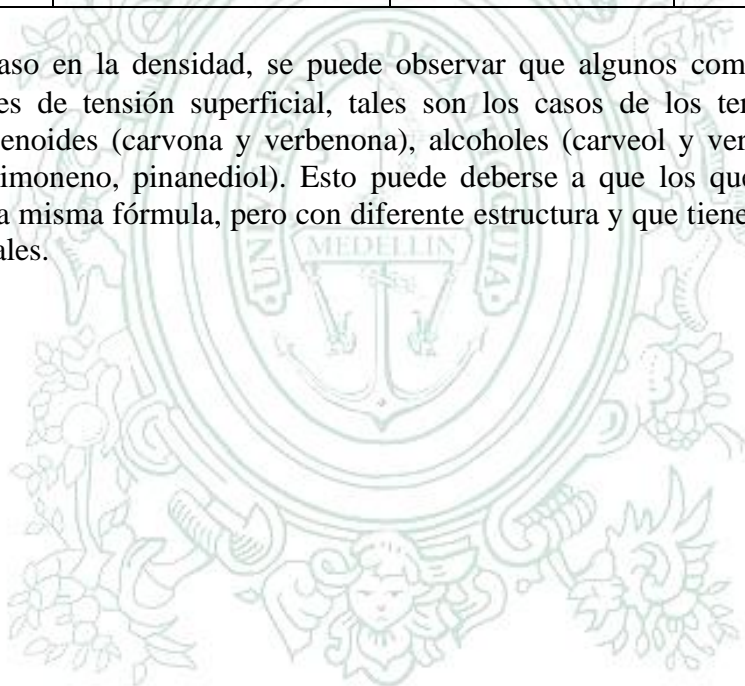 aso en la densidad, se puede observar que algunos com
es de tensión superficial, tales son los casos de los ter
enoides (carvona y verbenona), alcoholes (carveol y ver
imoneno, pinanediol). Esto puede deberse a que los que
a misma fórmula, pero con diferente estructura y que tiene
ales.
MEDELLIN